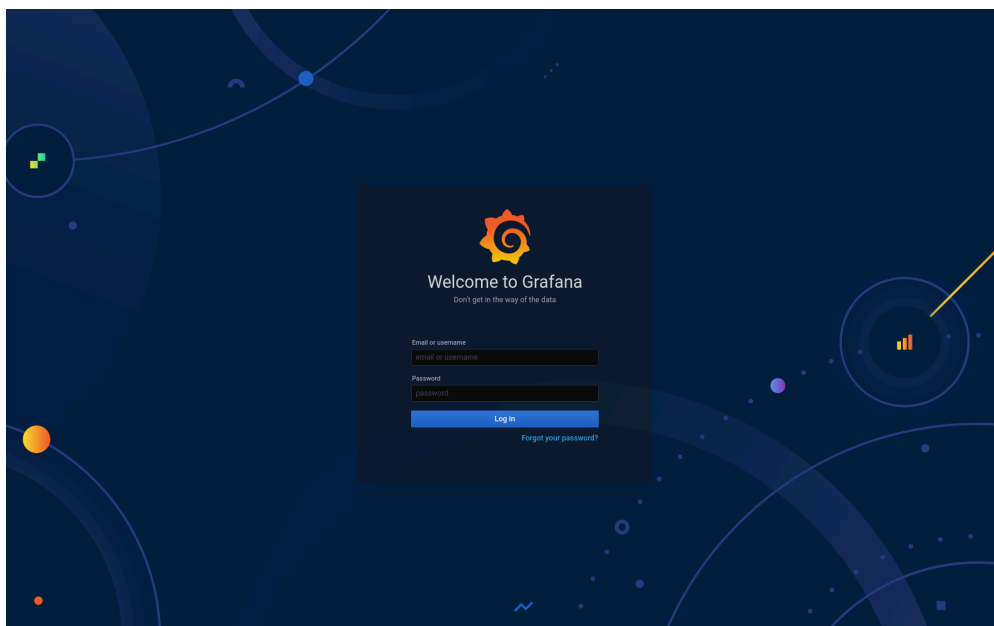 Welcome to Grafana
Don't get in the way of the data
Email or username
email or username
Password
password
Log in
Forgot your password?